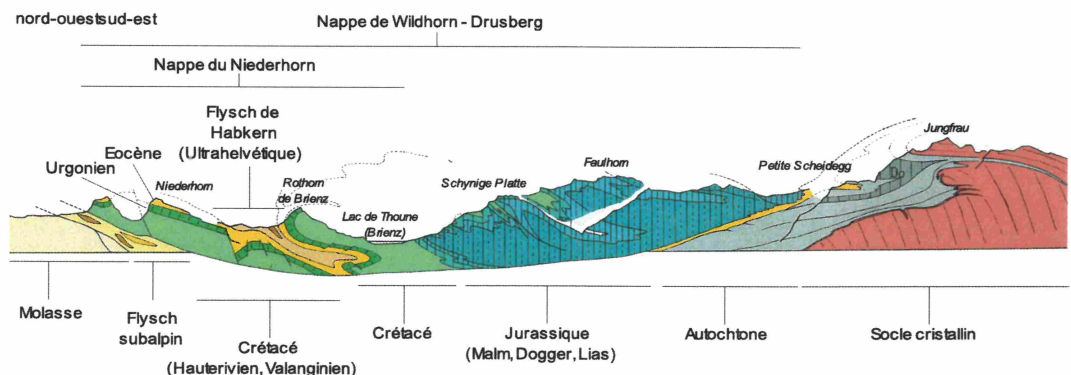 nord-ouestsud-est
Nappe de Wildhorn - Drusberg
Nappe du Niederhorn
Flysch de
Habkern
(Ultrahelvétique)
Eocène
Urgonien
Niederhorn
Rothorn
de Brienz
Lac de Thoune
(Brienz)
Schynige Platte
Faulhorn
Petite Scheidegg
Jungfrau
Do
Molasse
Flysch
subalpin
Crétacé
(Hauterivien, Valanginien)
Crétacé
Jurassique
(Malm, Dogger, Lias)
Autochtone
Socle cristallin